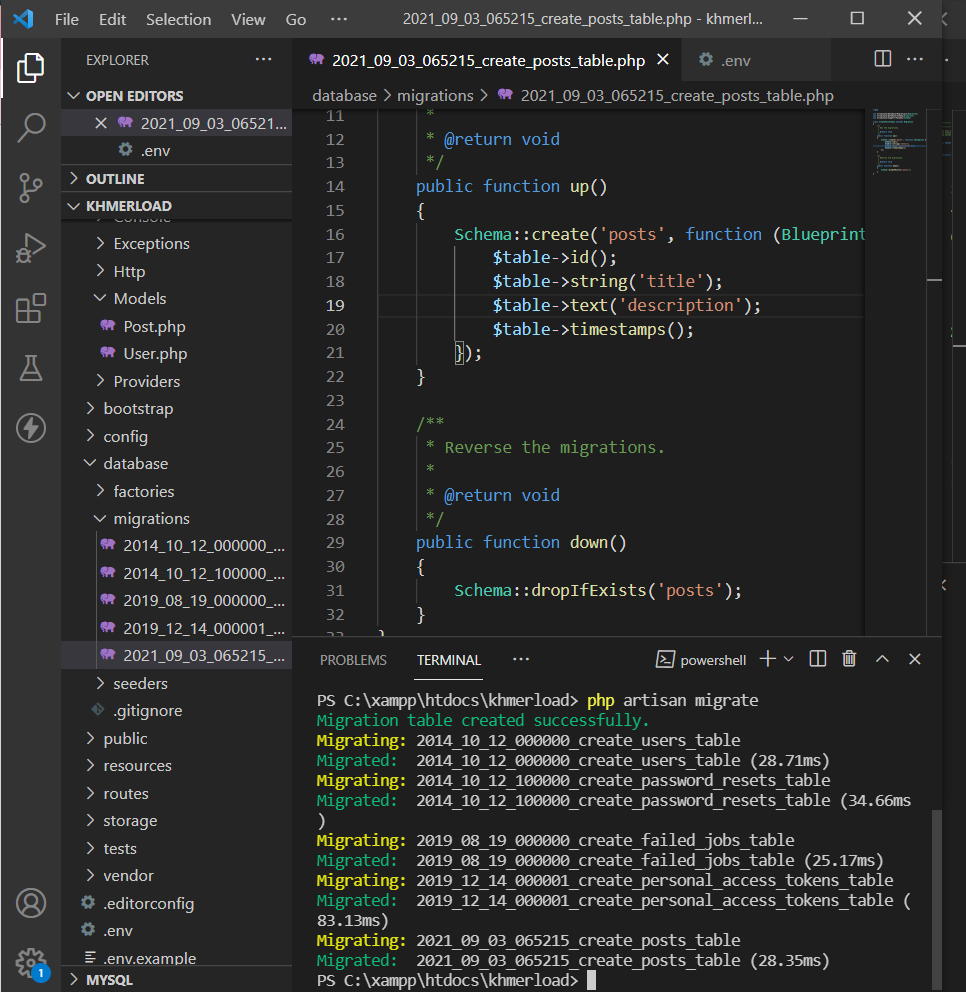 File Edit Selection View Go ··· 2021_09_03_065215_create_posts_table.php - khmerl...
EXPLORER ···
OPEN EDITORS
2021_09_03_06521...
.env
OUTLINE
KHMERLOAD
Console
Exceptions
Http
Models
Post.php
User.php
Providers
bootstrap
config
database
factories
migrations
2014_10_12_000000_...
2014_10_12_100000_...
2019_08_19_000000_...
2019_12_14_000001_...
2021_09_03_065215_...
seeders
.gitignore
public
resources
routes
storage
tests
vendor
.editorconfig
.env
.env.example
MYSQL
1
2021_09_03_065215_create_posts_table.php .env ···
database > migrations > 2021_09_03_065215_create_posts_table.php
11 *
12 * @return void
13 */
14 public function up()
15 {
16 Schema::create('posts', function (Blueprint
17 $table->id();
18 $table->string('title');
19 $table->text('description');
20 $table->timestamps();
21 });
22 }
23
24 /**
25 * Reverse the migrations.
26 *
27 * @return void
28 */
29 public function down()
30 {
31 Schema::dropIfExists('posts');
32 }
33 }
PROBLEMS TERMINAL ··· powershell
PS C:\xampp\htdocs\khmerload> php artisan migrate
Migration table created successfully.
Migrating: 2014_10_12_000000_create_users_table
Migrated: 2014_10_12_000000_create_users_table (28.71ms)
Migrating: 2014_10_12_100000_create_password_resets_table
Migrated: 2014_10_12_100000_create_password_resets_table (34.66ms
)
Migrating: 2019_08_19_000000_create_failed_jobs_table
Migrated: 2019_08_19_000000_create_failed_jobs_table (25.17ms)
Migrating: 2019_12_14_000001_create_personal_access_tokens_table
Migrated: 2019_12_14_000001_create_personal_access_tokens_table (
83.13ms)
Migrating: 2021_09_03_065215_create_posts_table
Migrated: 2021_09_03_065215_create_posts_table (28.35ms)
PS C:\xampp\htdocs\khmerload>